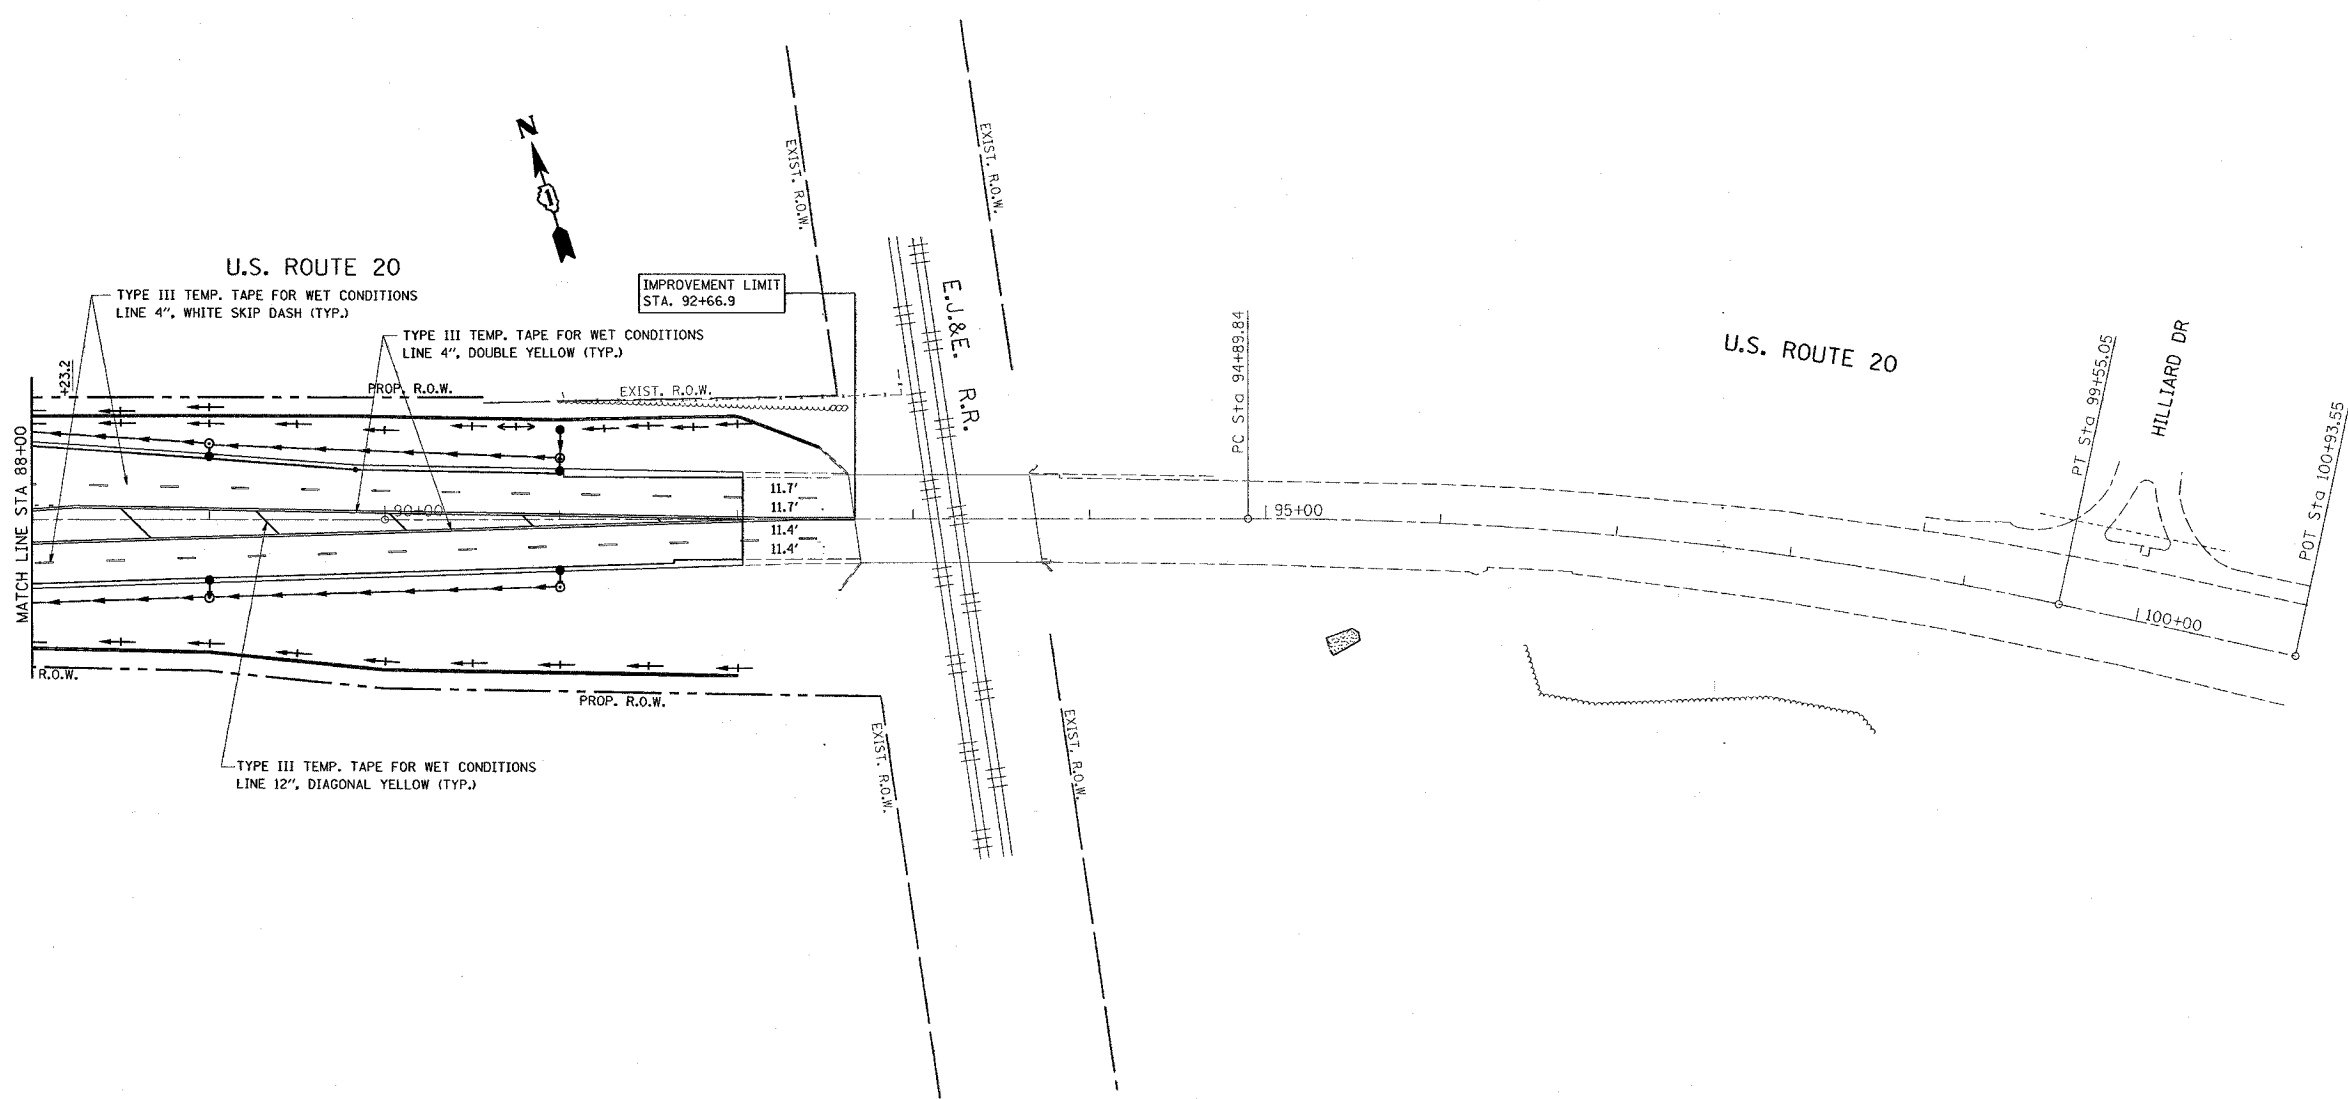 N
U.S. ROUTE 20
TYPE III TEMP. TAPE FOR WET CONDITIONS
LINE 4", WHITE SKIP DASH (TYP.)
TYPE III TEMP. TAPE FOR WET CONDITIONS
LINE 4", DOUBLE YELLOW (TYP.)
IMPROVEMENT LIMIT
STA. 92+66.9
EXIST. R.O.W.
EXIST. R.O.W.
E.J.&E. R.R.
+23.2
PROP. R.O.W.
EXIST. R.O.W.
MATCH LINE STA 88+00
90+00
11.7'
11.7'
11.4'
11.4'
PC Sta 94+89.84
95+00
U.S. ROUTE 20
PT Sta 99+55.05
HILLIARD DR
POT Sta 100+93.55
100+00
R.O.W.
PROP. R.O.W.
EXIST. R.O.W.
EXIST. R.O.W.
TYPE III TEMP. TAPE FOR WET CONDITIONS
LINE 12", DIAGONAL YELLOW (TYP.)